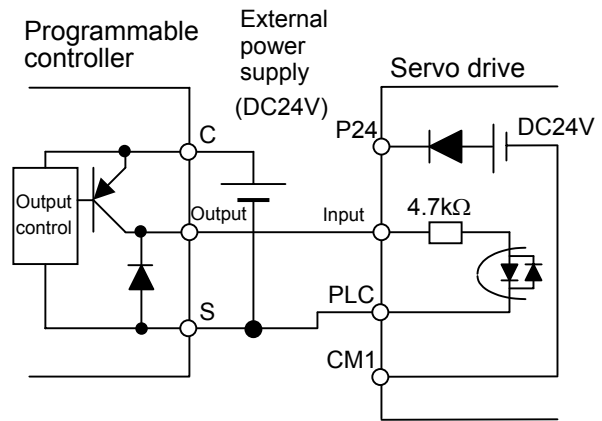 Programmable
controller
External
power
supply
(DC24V)
Servo drive
C
P24
DC24V
Output
control
Output
Input
4.7kΩ
S
PLC
CM1